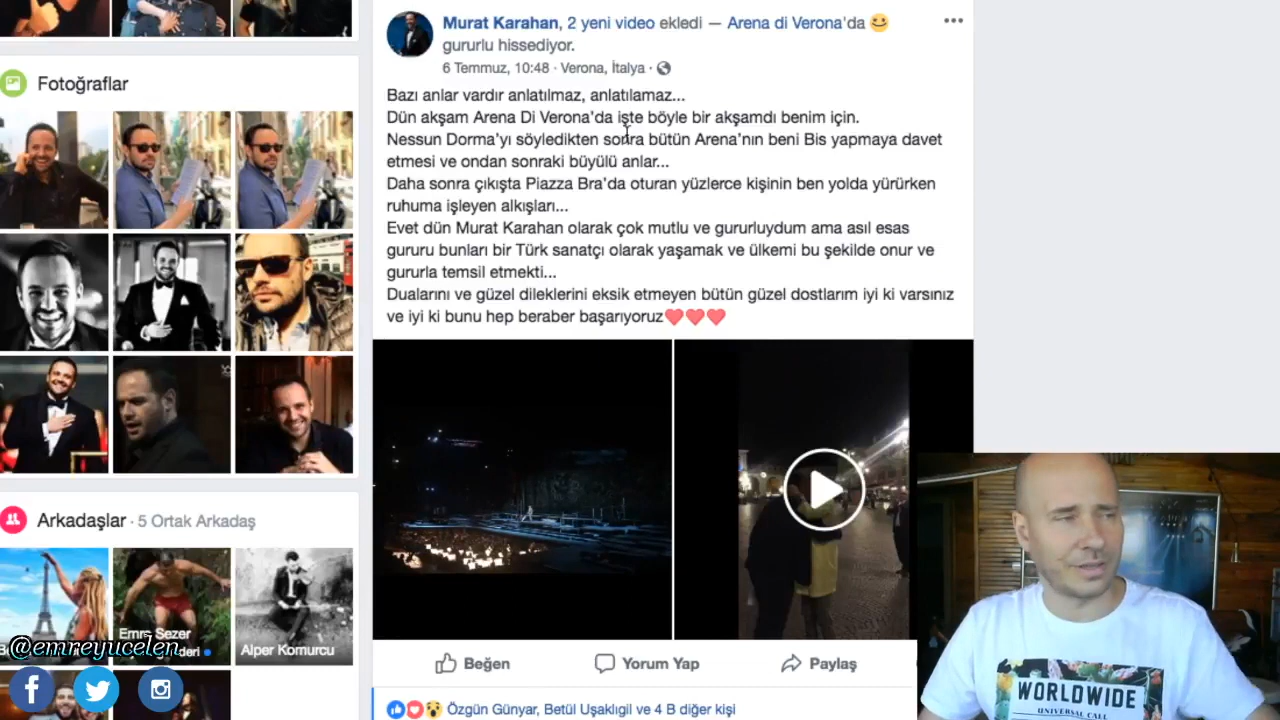 Fotoğraflar
Arkadaşlar · 5 Ortak Arkadaş
Emre Sezer
Alper Komurcu
@emreyucelen
Murat Karahan, 2 yeni video ekledi — Arena di Verona'da 😀
gururlu hissediyor.
6 Temmuz, 10:48 · Verona, İtalya ·
Bazı anlar vardır anlatılmaz, anlatılamaz...
Dün akşam Arena Di Verona'da işte böyle bir akşamdı benim için.
Nessun Dorma'yı söyledikten sonra bütün Arena'nın beni Bis yapmaya davet
etmesi ve ondan sonraki büyülü anlar...
Daha sonra çıkışta Piazza Bra'da oturan yüzlerce kişinin ben yolda yürürken
ruhuma işleyen alkışları...
Evet dün Murat Karahan olarak çok mutlu ve gururluydum ama asıl esas
gururu bunları bir Türk sanatçı olarak yaşamak ve ülkemi bu şekilde onur ve
gururla temsil etmekti...
Dualarını ve güzel dileklerini eksik etmeyen bütün güzel dostlarım iyi ki varsınız
ve iyi ki bunu hep beraber başarıyoruz❤❤❤
Beğen Yorum Yap Paylaş
Özgün Günyar, Betül Uşaklıgil ve 4 B diğer kişi
WORLDWIDE
UNIVERSAL CALL